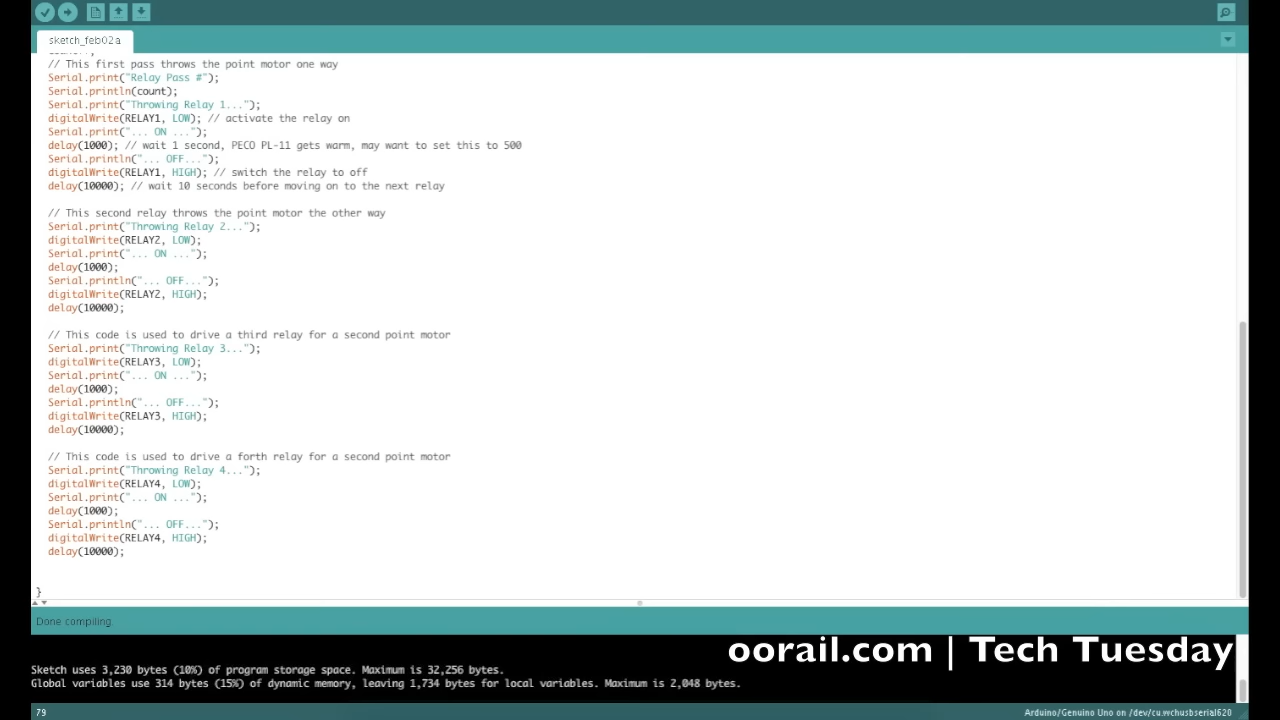 sketch_feb02a
// This first pass throws the point motor one way
Serial.print("Relay Pass #");
Serial.println(count);
Serial.print("Throwing Relay 1...");
digitalWrite(RELAY1, LOW); // activate the relay on
Serial.print("... ON ...");
delay(1000); // wait 1 second, PECO PL-11 gets warm, may want to set this to 500
Serial.println("... OFF...");
digitalWrite(RELAY1, HIGH); // switch the relay to off
delay(10000); // wait 10 seconds before moving on to the next relay
// This second relay throws the point motor the other way
Serial.print("Throwing Relay 2...");
digitalWrite(RELAY2, LOW);
Serial.print("... ON ...");
delay(1000);
Serial.println("... OFF...");
digitalWrite(RELAY2, HIGH);
delay(10000);
// This code is used to drive a third relay for a second point motor
Serial.print("Throwing Relay 3...");
digitalWrite(RELAY3, LOW);
Serial.print("... ON ...");
delay(1000);
Serial.println("... OFF...");
digitalWrite(RELAY3, HIGH);
delay(10000);
// This code is used to drive a forth relay for a second point motor
Serial.print("Throwing Relay 4...");
digitalWrite(RELAY4, LOW);
Serial.print("... ON ...");
delay(1000);
Serial.println("... OFF...");
digitalWrite(RELAY4, HIGH);
delay(10000);
}
Done compiling.
oorail.com | Tech Tuesday
Sketch uses 3,230 bytes (10%) of program storage space. Maximum is 32,256 bytes.
Global variables use 314 bytes (15%) of dynamic memory, leaving 1,734 bytes for local variables. Maximum is 2,048 bytes.
79
Arduino/Genuino Uno on /dev/cu.wchusbserial620